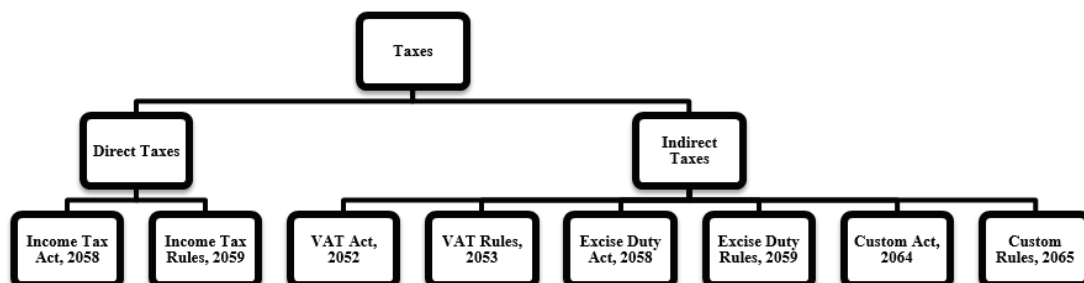 Taxes
Direct Taxes
Indirect
Taxes
Income Tax
Act, 2058
Income Tax
Rules, 2059
VAT Act,
2052
VAT Rules,
2053
Excise Duty
Act, 2058
Excise Duty
Rules, 2059
Custom Act,
2064
Custom
Rules, 2065